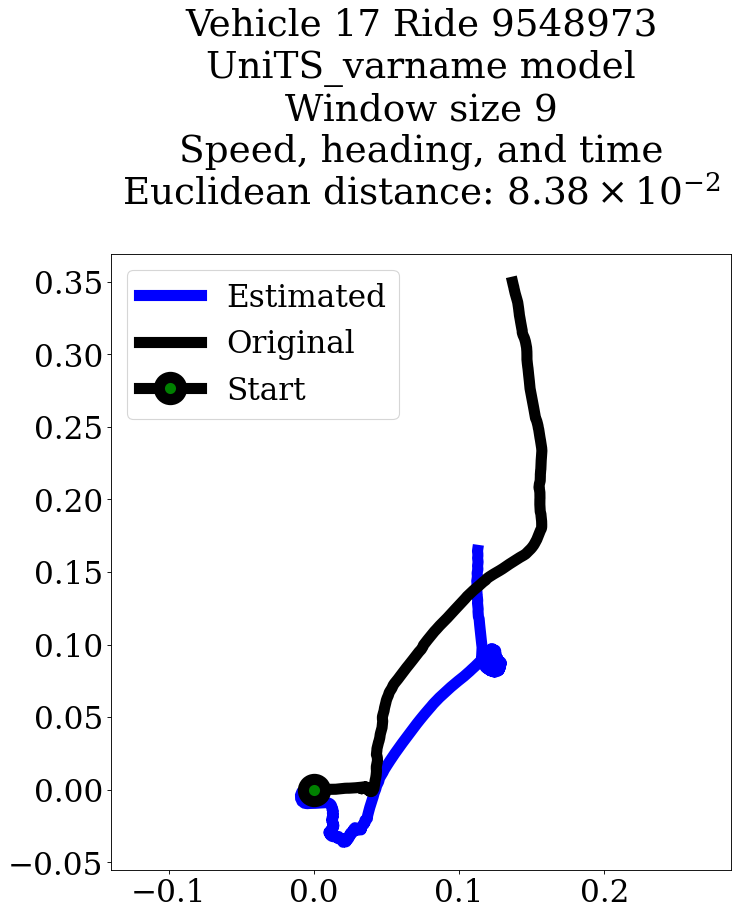 Vehicle 17 Ride 9548973
UniTS_varname model
Window size 9
Speed, heading, and time
Euclidean distance: 8.38 × 10⁻²
Estimated
Original
Start
0.35
0.30
0.25
0.20
0.15
0.10
0.05
0.00
−0.05
−0.1
0.0
0.1
0.2